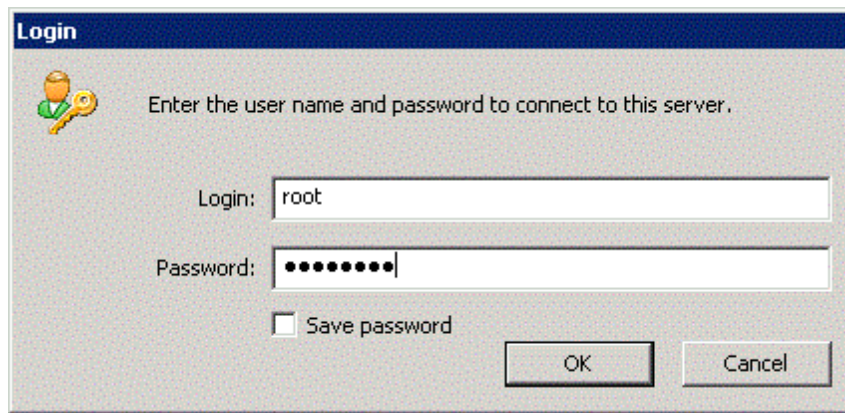 Login
Enter the user name and password to connect to this server.
Login: root
Password: ●●●●●●●●
Save password
OK Cancel